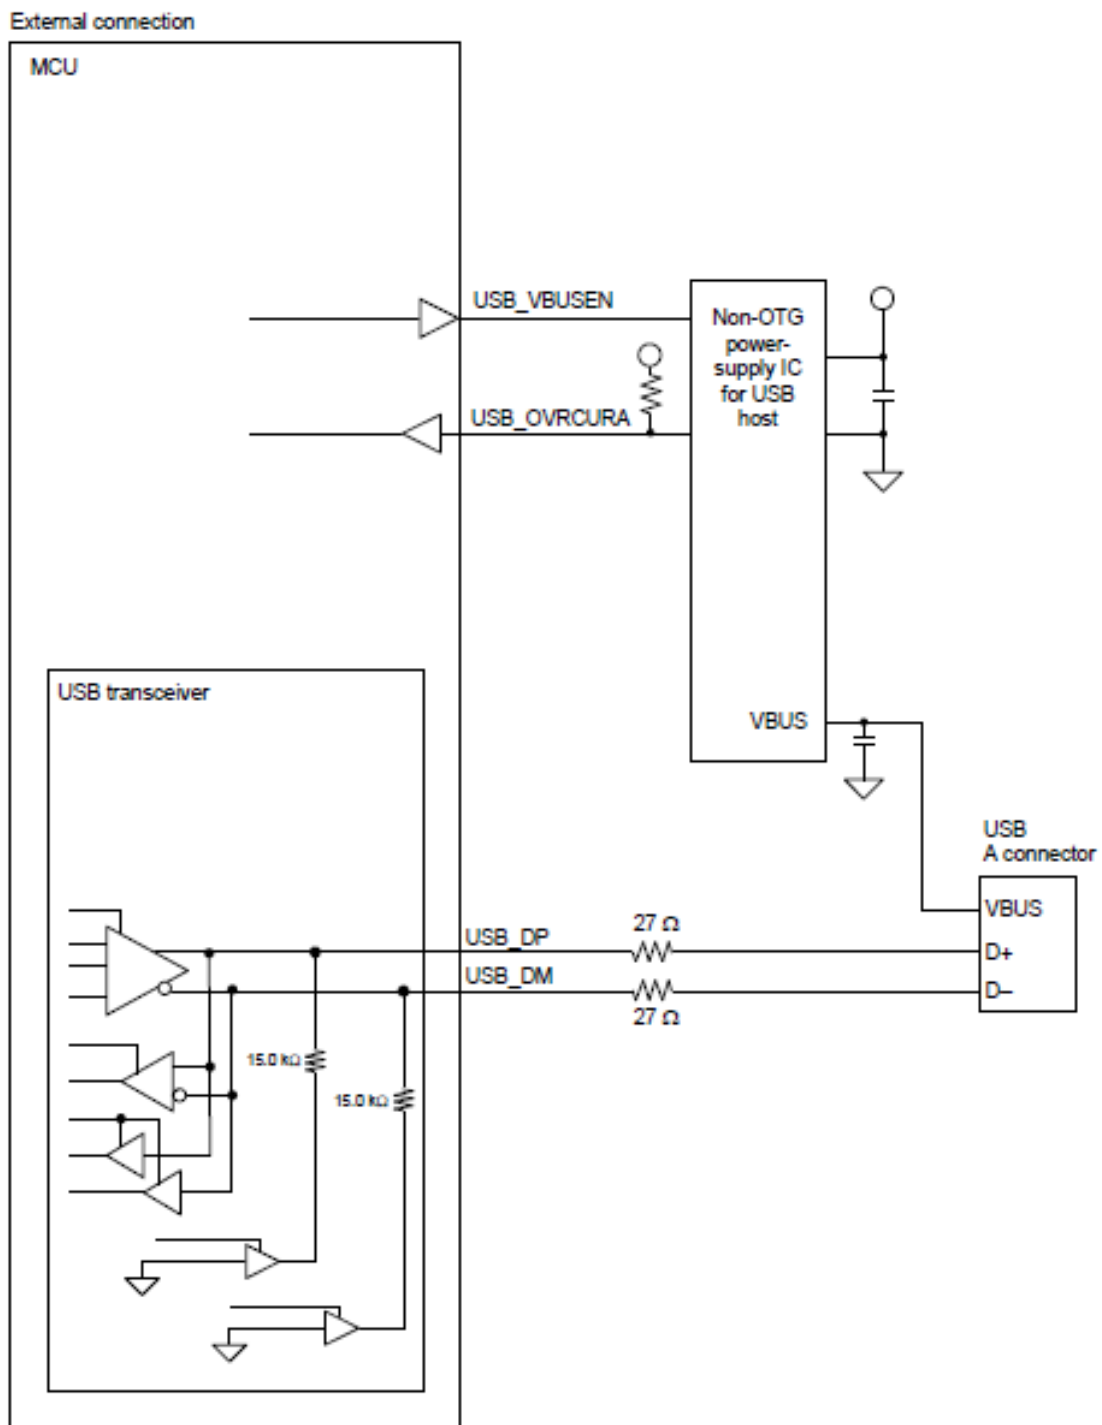 External connection
MCU
USB_VBUSEN
Non-OTG
power-
supply IC
for USB
host
USB_OVRCURA
USB transceiver
VBUS
USB
A connector
VBUS
27 Ω
USB_DP
D+
USB_DM
D–
27 Ω
15.0 kΩ
15.0 kΩ